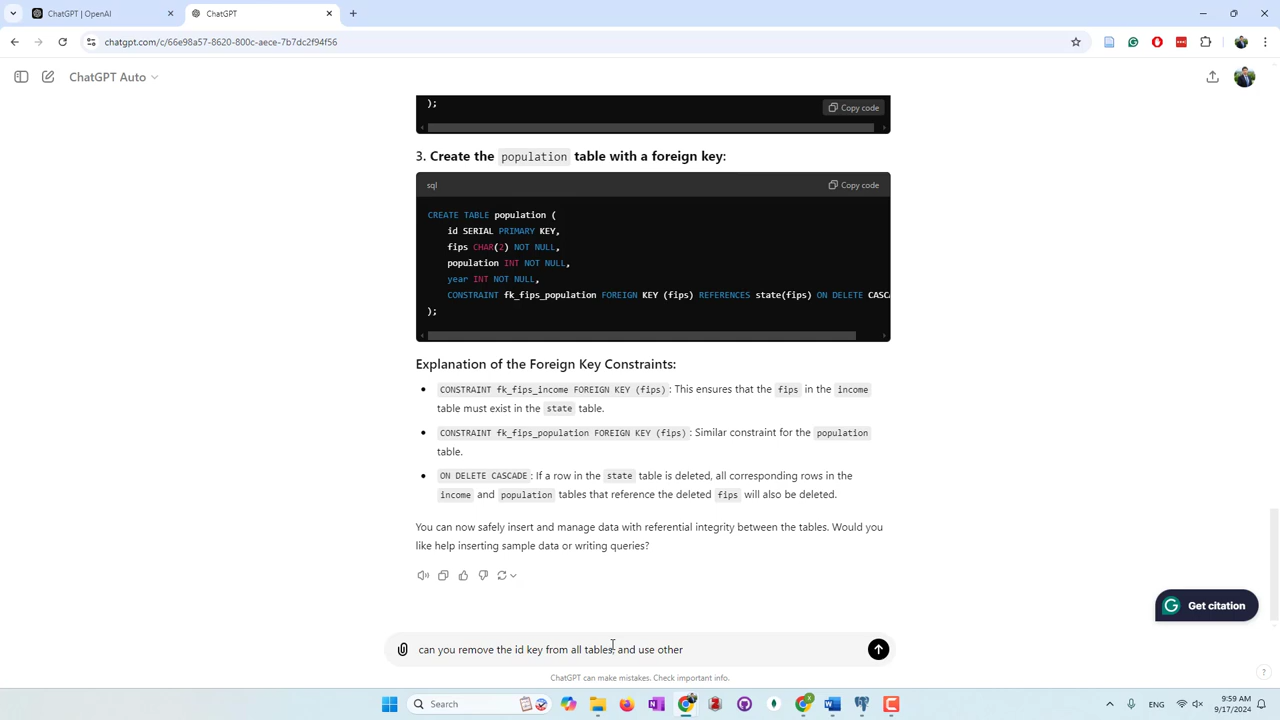 ChatGPT | OpenAI
ChatGPT
chatgpt.com/c/66e98a57-8620-800c-aece-7b7dc2f94f56
ChatGPT Auto
);
Copy code
3. Create the population table with a foreign key:
sql
Copy code
CREATE TABLE population (
id SERIAL PRIMARY KEY,
fips CHAR(2) NOT NULL,
population INT NOT NULL,
year INT NOT NULL,
CONSTRAINT fk_fips_population FOREIGN KEY (fips) REFERENCES state(fips) ON DELETE CASCA
);
Explanation of the Foreign Key Constraints:
CONSTRAINT fk_fips_income FOREIGN KEY (fips) : This ensures that the fips in the income
table must exist in the state table.
CONSTRAINT fk_fips_population FOREIGN KEY (fips) : Similar constraint for the population
table.
ON DELETE CASCADE : If a row in the state table is deleted, all corresponding rows in the
income and population tables that reference the deleted fips will also be deleted.
You can now safely insert and manage data with referential integrity between the tables. Would you
like help inserting sample data or writing queries?
Get citation
can you remove the id key from all tables, and use other
ChatGPT can make mistakes. Check important info.
?
Search
9:59 AM
9/17/2024